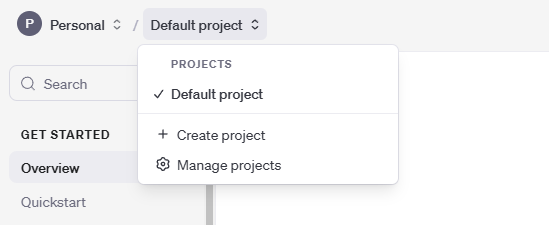 P Personal / Default project
PROJECTS
Search
Default project
GET STARTED
Create project
Overview
Manage projects
Quickstart